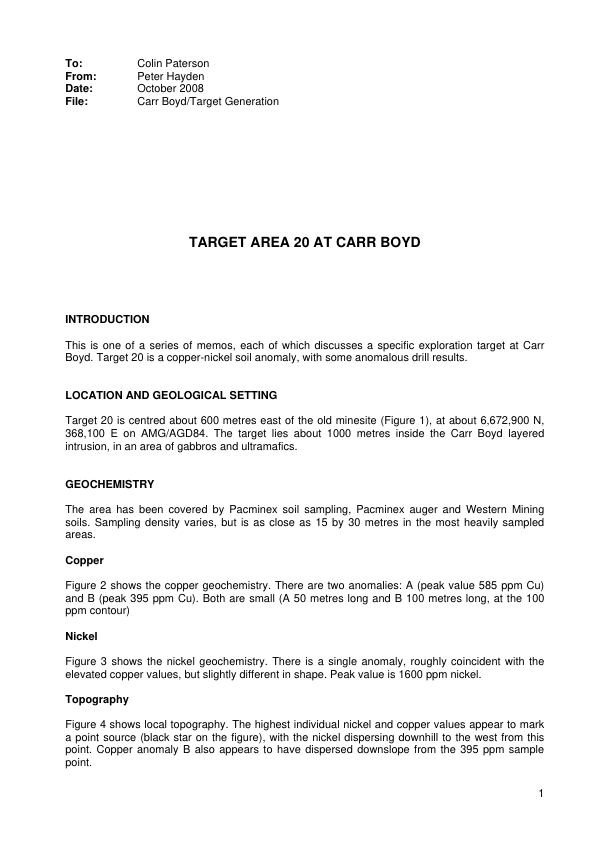 To: Colin Paterson
From: Peter Hayden
Date: October 2008
File: Carr Boyd/Target Generation
TARGET AREA 20 AT CARR BOYD
INTRODUCTION
This is one of a series of memos, each of which discusses a specific exploration target at Carr
Boyd. Target 20 is a copper-nickel soil anomaly, with some anomalous drill results.
LOCATION AND GEOLOGICAL SETTING
Target 20 is centred about 600 metres east of the old minesite (Figure 1), at about 6,672,900 N,
368,100 E on AMG/AGD84. The target lies about 1000 metres inside the Carr Boyd layered
intrusion, in an area of gabbros and ultramafics.
GEOCHEMISTRY
The area has been covered by Pacminex soil sampling, Pacminex auger and Western Mining
soils. Sampling density varies, but is as close as 15 by 30 metres in the most heavily sampled
areas.
Copper
Figure 2 shows the copper geochemistry. There are two anomalies: A (peak value 585 ppm Cu)
and B (peak 395 ppm Cu). Both are small (A 50 metres long and B 100 metres long, at the 100
ppm contour)
Nickel
Figure 3 shows the nickel geochemistry. There is a single anomaly, roughly coincident with the
elevated copper values, but slightly different in shape. Peak value is 1600 ppm nickel.
Topography
Figure 4 shows local topography. The highest individual nickel and copper values appear to mark
a point source (black star on the figure), with the nickel dispersing downhill to the west from this
point. Copper anomaly B also appears to have dispersed downslope from the 395 ppm sample
point.
1